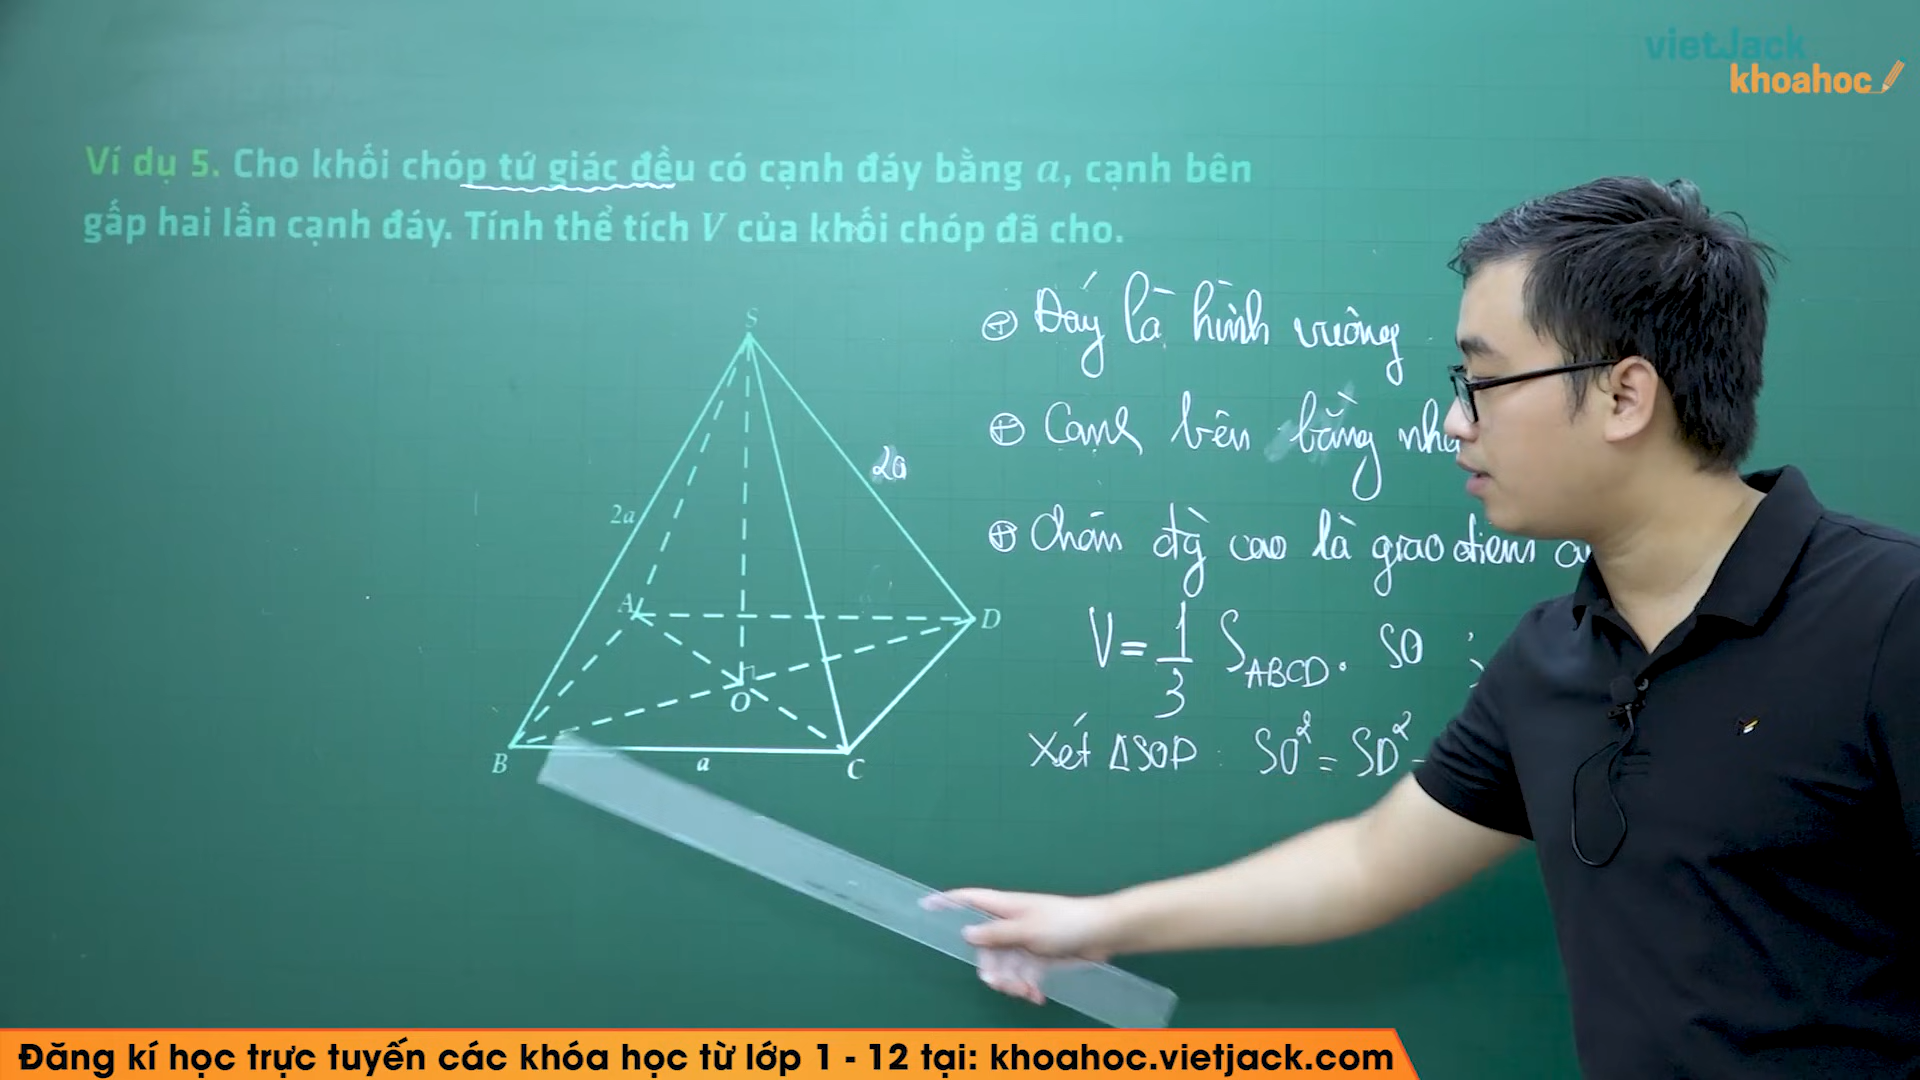 vietJack
khoahoc
Ví dụ 5. Cho khối chóp tứ giác đều có cạnh đáy bằng a, cạnh bên
gấp hai lần cạnh đáy. Tính thể tích V của khối chóp đã cho.
⊕ Đáy là hình vuông
⊕ Cạnh bên bằng
⊕ Chân đg cao là giao điểm
V = 1/3 S_ABCD . SO ;
Xét ΔSOD : SO² = SD² -
S
2a
2a
A
D
O
B
a
C
Đăng kí học trực tuyến các khóa học từ lớp 1 - 12 tại: khoahoc.vietjack.com